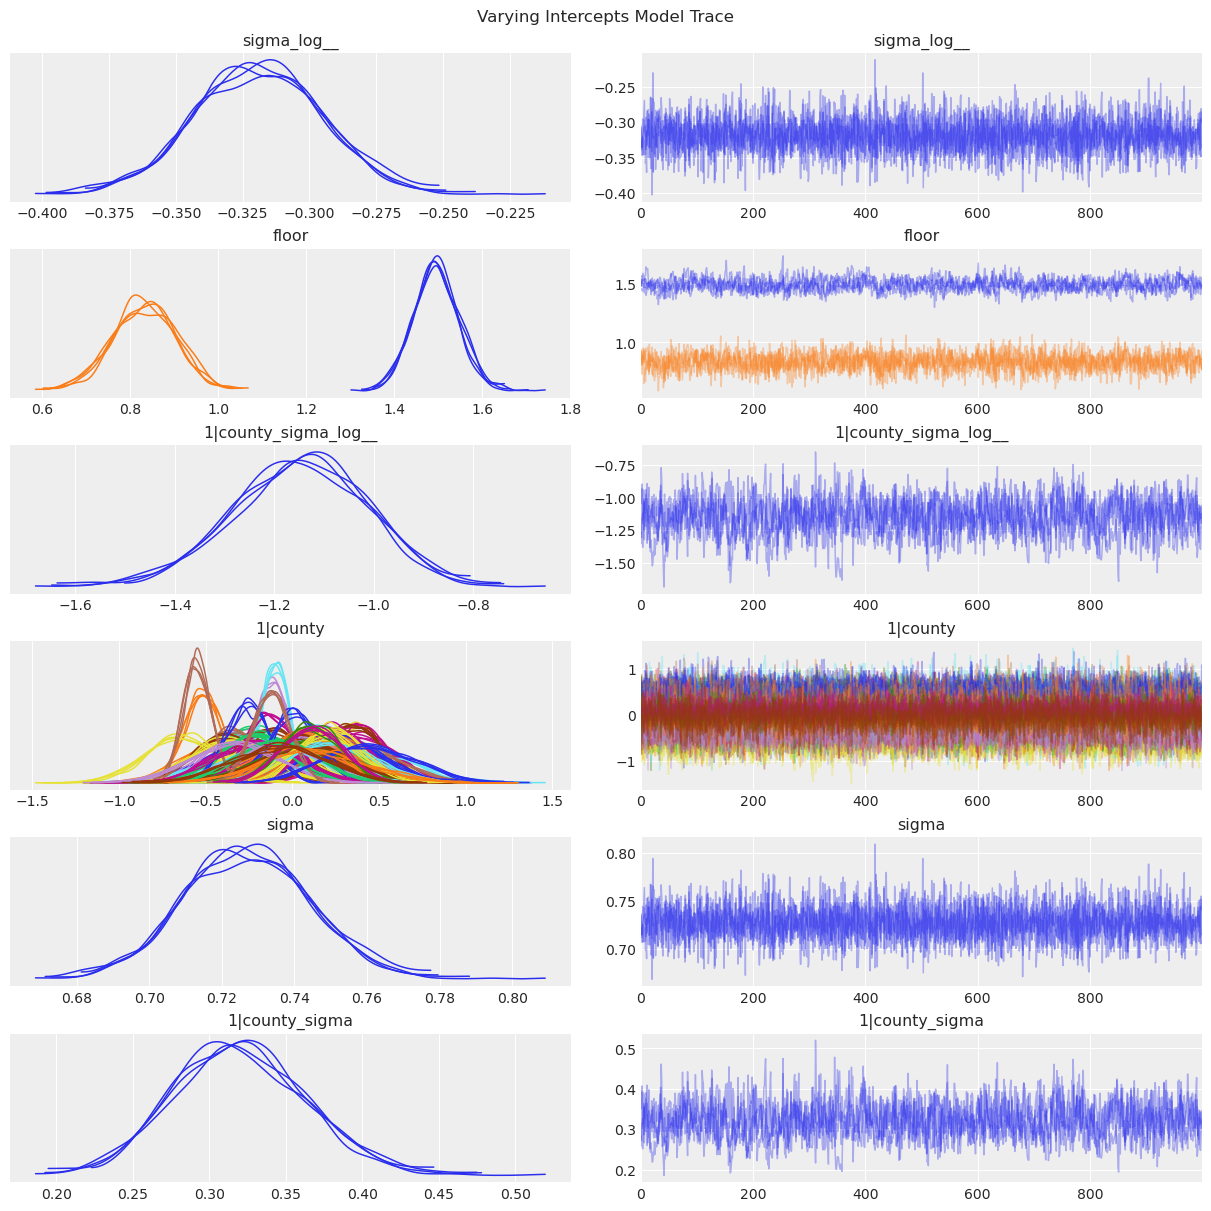 Varying Intercepts Model Trace
sigma_log__
sigma_log__
−0.25
−0.30
−0.35
−0.40
−0.400 −0.375 −0.350 −0.325 −0.300 −0.275 −0.250 −0.225
0 200 400 600 800
floor
floor
1.5
1.0
0.6 0.8 1.0 1.2 1.4 1.6 1.8
0 200 400 600 800
1|county_sigma_log__
1|county_sigma_log__
−0.75
−1.00
−1.25
−1.50
−1.6 −1.4 −1.2 −1.0 −0.8
0 200 400 600 800
1|county
1|county
1
0
−1
−1.5 −1.0 −0.5 0.0 0.5 1.0 1.5
0 200 400 600 800
sigma
sigma
0.80
0.75
0.70
0.68 0.70 0.72 0.74 0.76 0.78 0.80
0 200 400 600 800
1|county_sigma
1|county_sigma
0.5
0.4
0.3
0.2
0.20 0.25 0.30 0.35 0.40 0.45 0.50
0 200 400 600 800